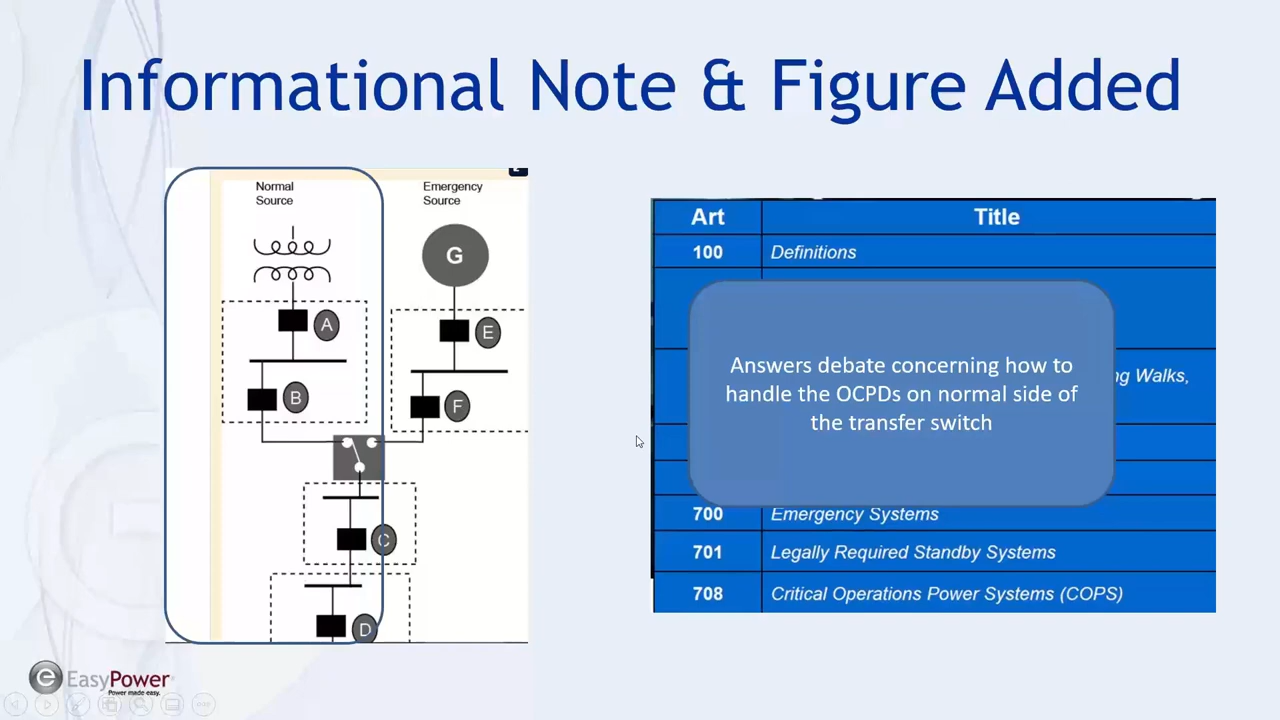 Informational Note & Figure Added
Normal
Source
Emergency
Source
G
A
E
B
F
C
D
Art Title
100 Definitions
ng Walks,
Answers debate concerning how to
handle the OCPDs on normal side of
the transfer switch
700 Emergency Systems
701 Legally Required Standby Systems
708 Critical Operations Power Systems (COPS)
e EasyPower
Power made easy.